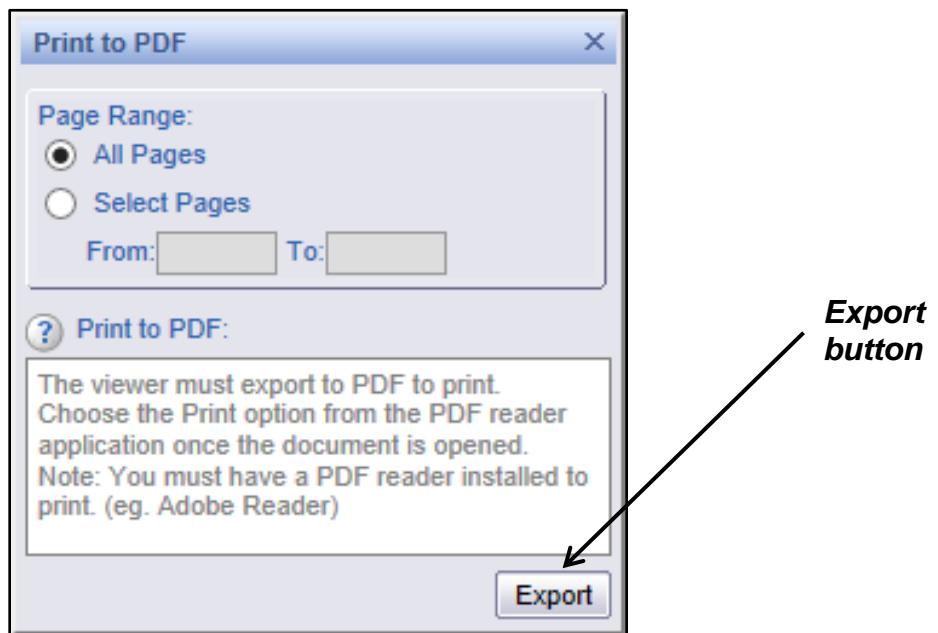 Print to PDF
Page Range:
All Pages
Select Pages
From: To:
Print to PDF:
The viewer must export to PDF to print.
Choose the Print option from the PDF reader
application once the document is opened.
Note: You must have a PDF reader installed to
print. (eg. Adobe Reader)
Export
Export
button